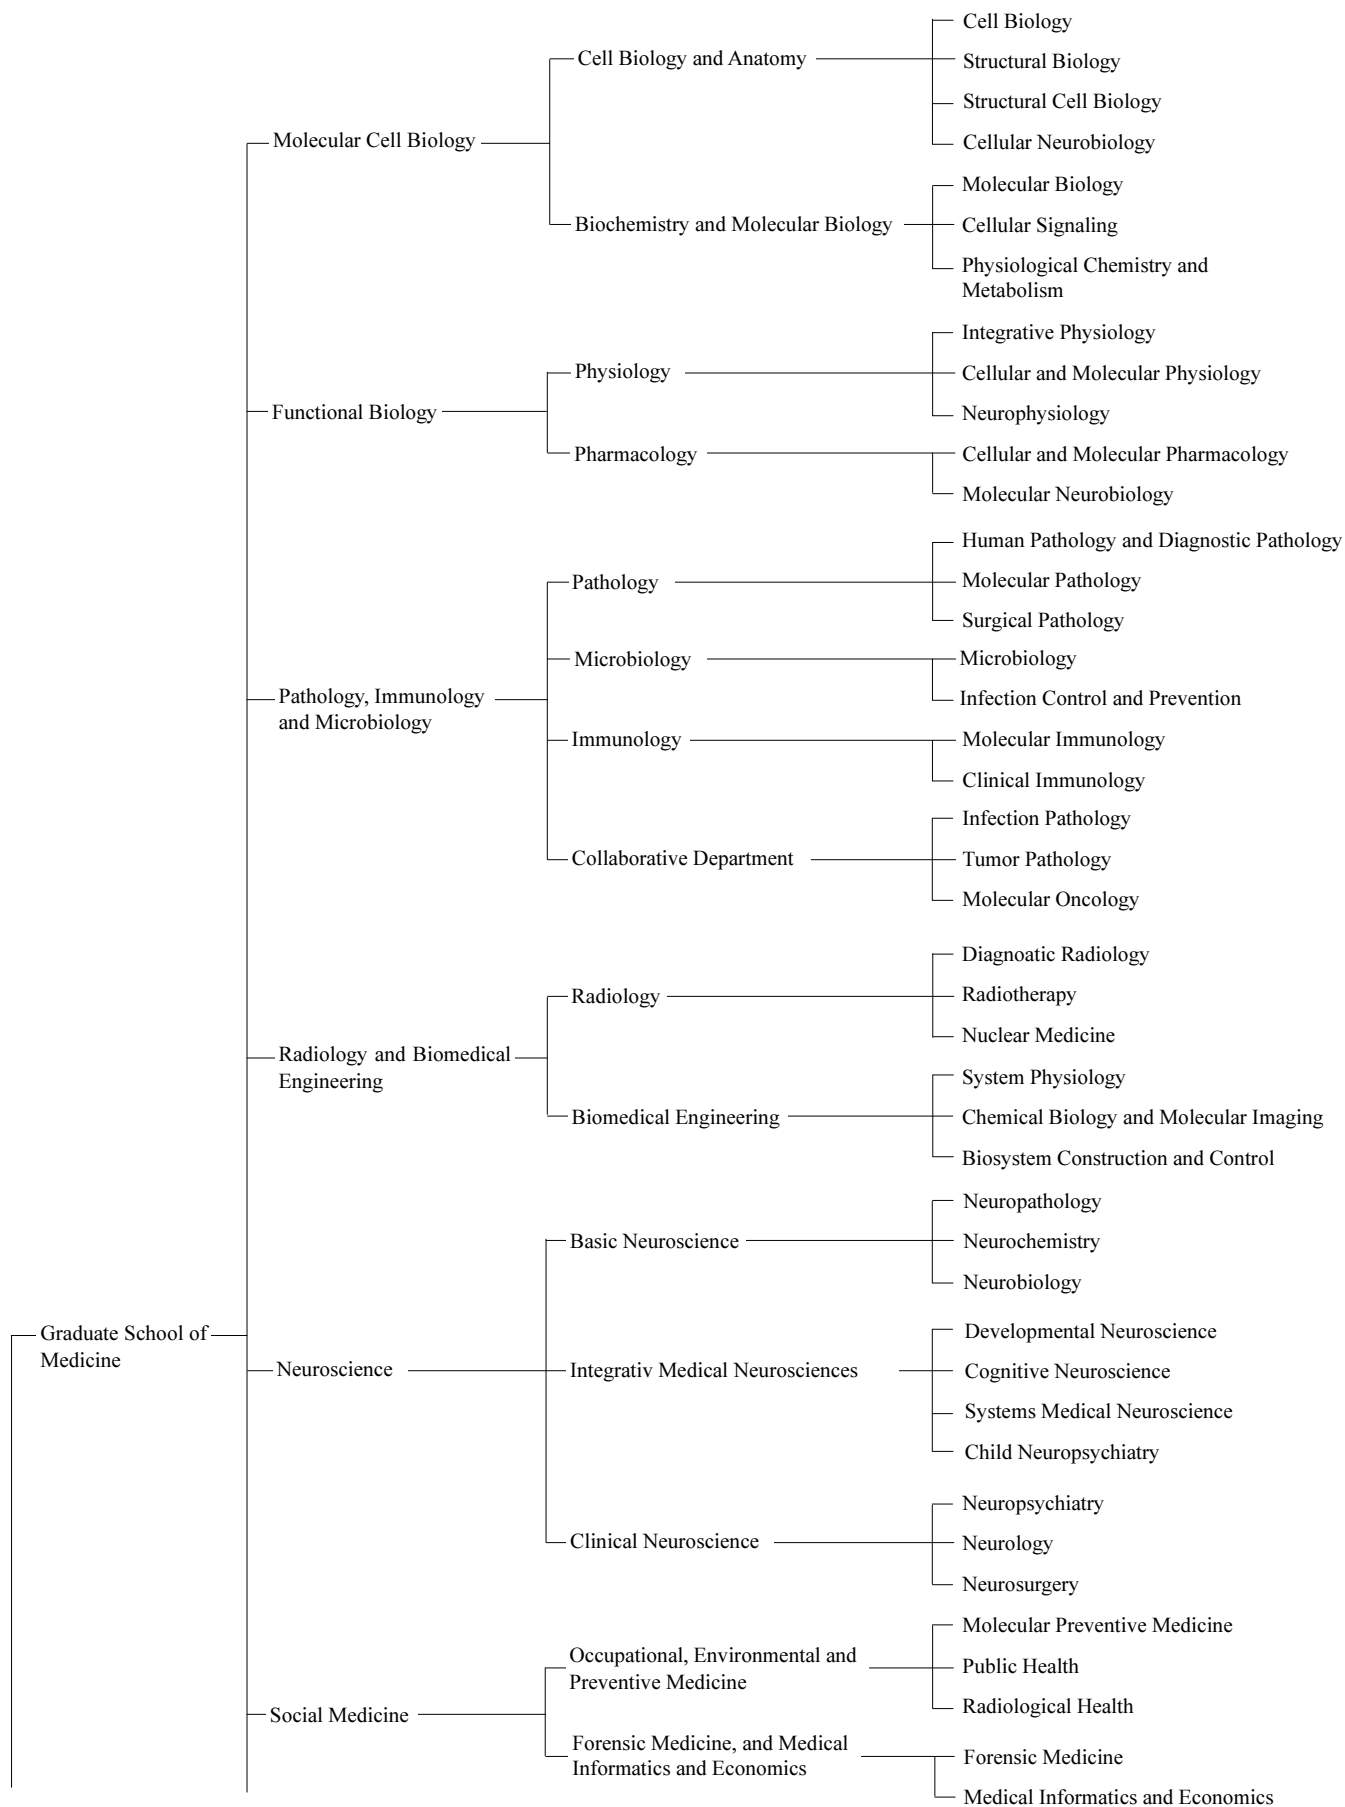 Cell Biology
Cell Biology and Anatomy
Structural Biology
Structural Cell Biology
Molecular Cell Biology
Cellular Neurobiology
Molecular Biology
Biochemistry and Molecular Biology
Cellular Signaling
Physiological Chemistry and
Metabolism
Integrative Physiology
Physiology
Cellular and Molecular Physiology
Functional Biology
Neurophysiology
Pharmacology
Cellular and Molecular Pharmacology
Molecular Neurobiology
Human Pathology and Diagnostic Pathology
Pathology
Molecular Pathology
Surgical Pathology
Microbiology
Microbiology
Pathology, Immunology
and Microbiology
Infection Control and Prevention
Immunology
Molecular Immunology
Clinical Immunology
Infection Pathology
Collaborative Department
Tumor Pathology
Molecular Oncology
Diagnoatic Radiology
Radiology
Radiotherapy
Nuclear Medicine
Radiology and Biomedical
Engineering
System Physiology
Biomedical Engineering
Chemical Biology and Molecular Imaging
Biosystem Construction and Control
Neuropathology
Basic Neuroscience
Neurochemistry
Neurobiology
Graduate School of
Medicine
Developmental Neuroscience
Neuroscience
Integrativ Medical Neurosciences
Cognitive Neuroscience
Systems Medical Neuroscience
Child Neuropsychiatry
Neuropsychiatry
Clinical Neuroscience
Neurology
Neurosurgery
Molecular Preventive Medicine
Occupational, Environmental and
Preventive Medicine
Public Health
Radiological Health
Social Medicine
Forensic Medicine, and Medical
Informatics and Economics
Forensic Medicine
Medical Informatics and Economics